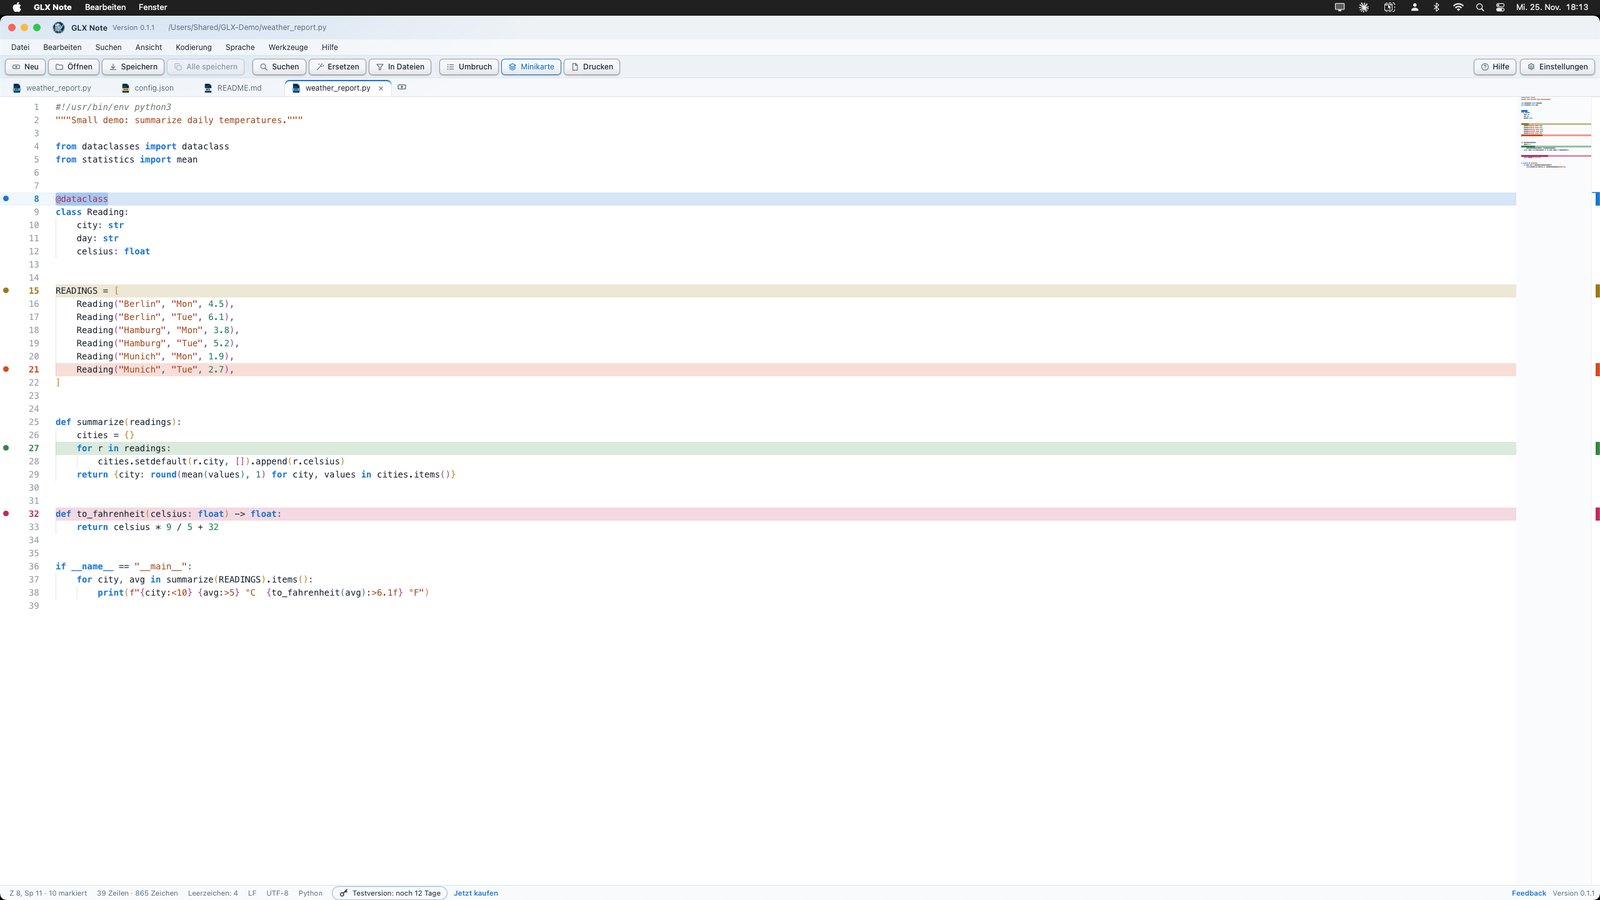 GLX Note Bearbeiten Fenster Mi. 25. Nov. 18:13
GLX Note Version 0.1.1 /Users/Shared/GLX-Demo/weather_report.py
Datei Bearbeiten Suchen Ansicht Kodierung Sprache Werkzeuge Hilfe
Neu Öffnen Speichern Alle speichern Suchen Ersetzen In Dateien Umbruch Minikarte Drucken Hilfe Einstellungen
weather_report.py config.json README.md weather_report.py ×
1 #!/usr/bin/env python3
2 """Small demo: summarize daily temperatures."""
3
4 from dataclasses import dataclass
5 from statistics import mean
6
7
8 @dataclass
9 class Reading:
10     city: str
11     day: str
12     celsius: float
13
14
15 READINGS = [
16     Reading("Berlin", "Mon", 4.5),
17     Reading("Berlin", "Tue", 6.1),
18     Reading("Hamburg", "Mon", 3.8),
19     Reading("Hamburg", "Tue", 5.2),
20     Reading("Munich", "Mon", 1.9),
21     Reading("Munich", "Tue", 2.7),
22 ]
23
24
25 def summarize(readings):
26     cities = {}
27     for r in readings:
28         cities.setdefault(r.city, []).append(r.celsius)
29     return {city: round(mean(values), 1) for city, values in cities.items()}
30
31
32 def to_fahrenheit(celsius: float) -> float:
33     return celsius * 9 / 5 + 32
34
35
36 if __name__ == "__main__":
37     for city, avg in summarize(READINGS).items():
38         print(f"{city:<10} {avg:>5} °C  {to_fahrenheit(avg):>6.1f} °F")
39
Z 8, Sp 11 · 10 markiert 39 Zeilen · 865 Zeichen Leerzeichen: 4 LF UTF-8 Python Testversion: noch 12 Tage Jetzt kaufen Feedback Version 0.1.1